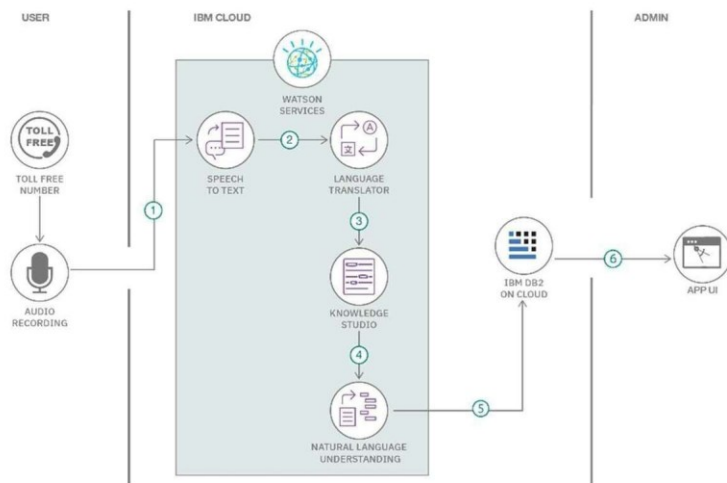 USER
IBM CLOUD
ADMIN
WATSON
SERVICES
TOLL
FREE
TOLL FREE
NUMBER
AUDIO
RECORDING
1
SPEECH
TO TEXT
2
A
文
LANGUAGE
TRANSLATOR
3
KNOWLEDGE
STUDIO
4
NATURAL LANGUAGE
UNDERSTANDING
5
IBM DB2
ON CLOUD
6
APP UI